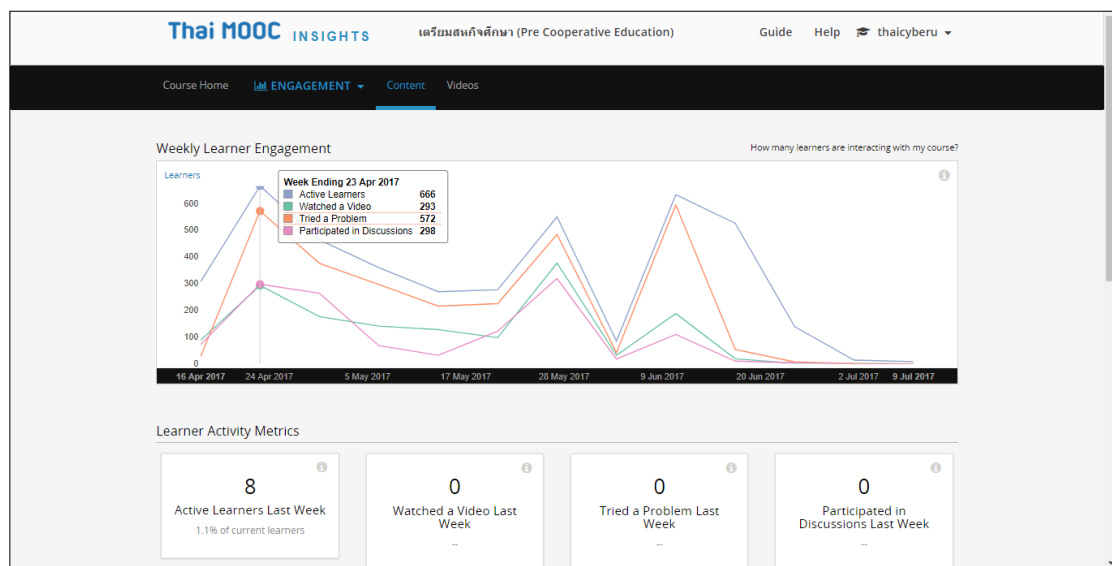 Thai MOOC INSIGHTS เตรียมสหกิจศึกษา (Pre Cooperative Education) Guide Help thaicyberu
Course Home ENGAGEMENT Content Videos
Weekly Learner Engagement How many learners are interacting with my course?
Learners
Week Ending 23 Apr 2017
Active Learners 666
Watched a Video 293
Tried a Problem 572
Participated in Discussions 298
600
500
400
300
200
100
0
16 Apr 2017 24 Apr 2017 5 May 2017 17 May 2017 28 May 2017 9 Jun 2017 20 Jun 2017 2 Jul 2017 9 Jul 2017
Learner Activity Metrics
8
Active Learners Last Week
1.1% of current learners
0
Watched a Video Last
Week
--
0
Tried a Problem Last
Week
--
0
Participated in
Discussions Last Week
--